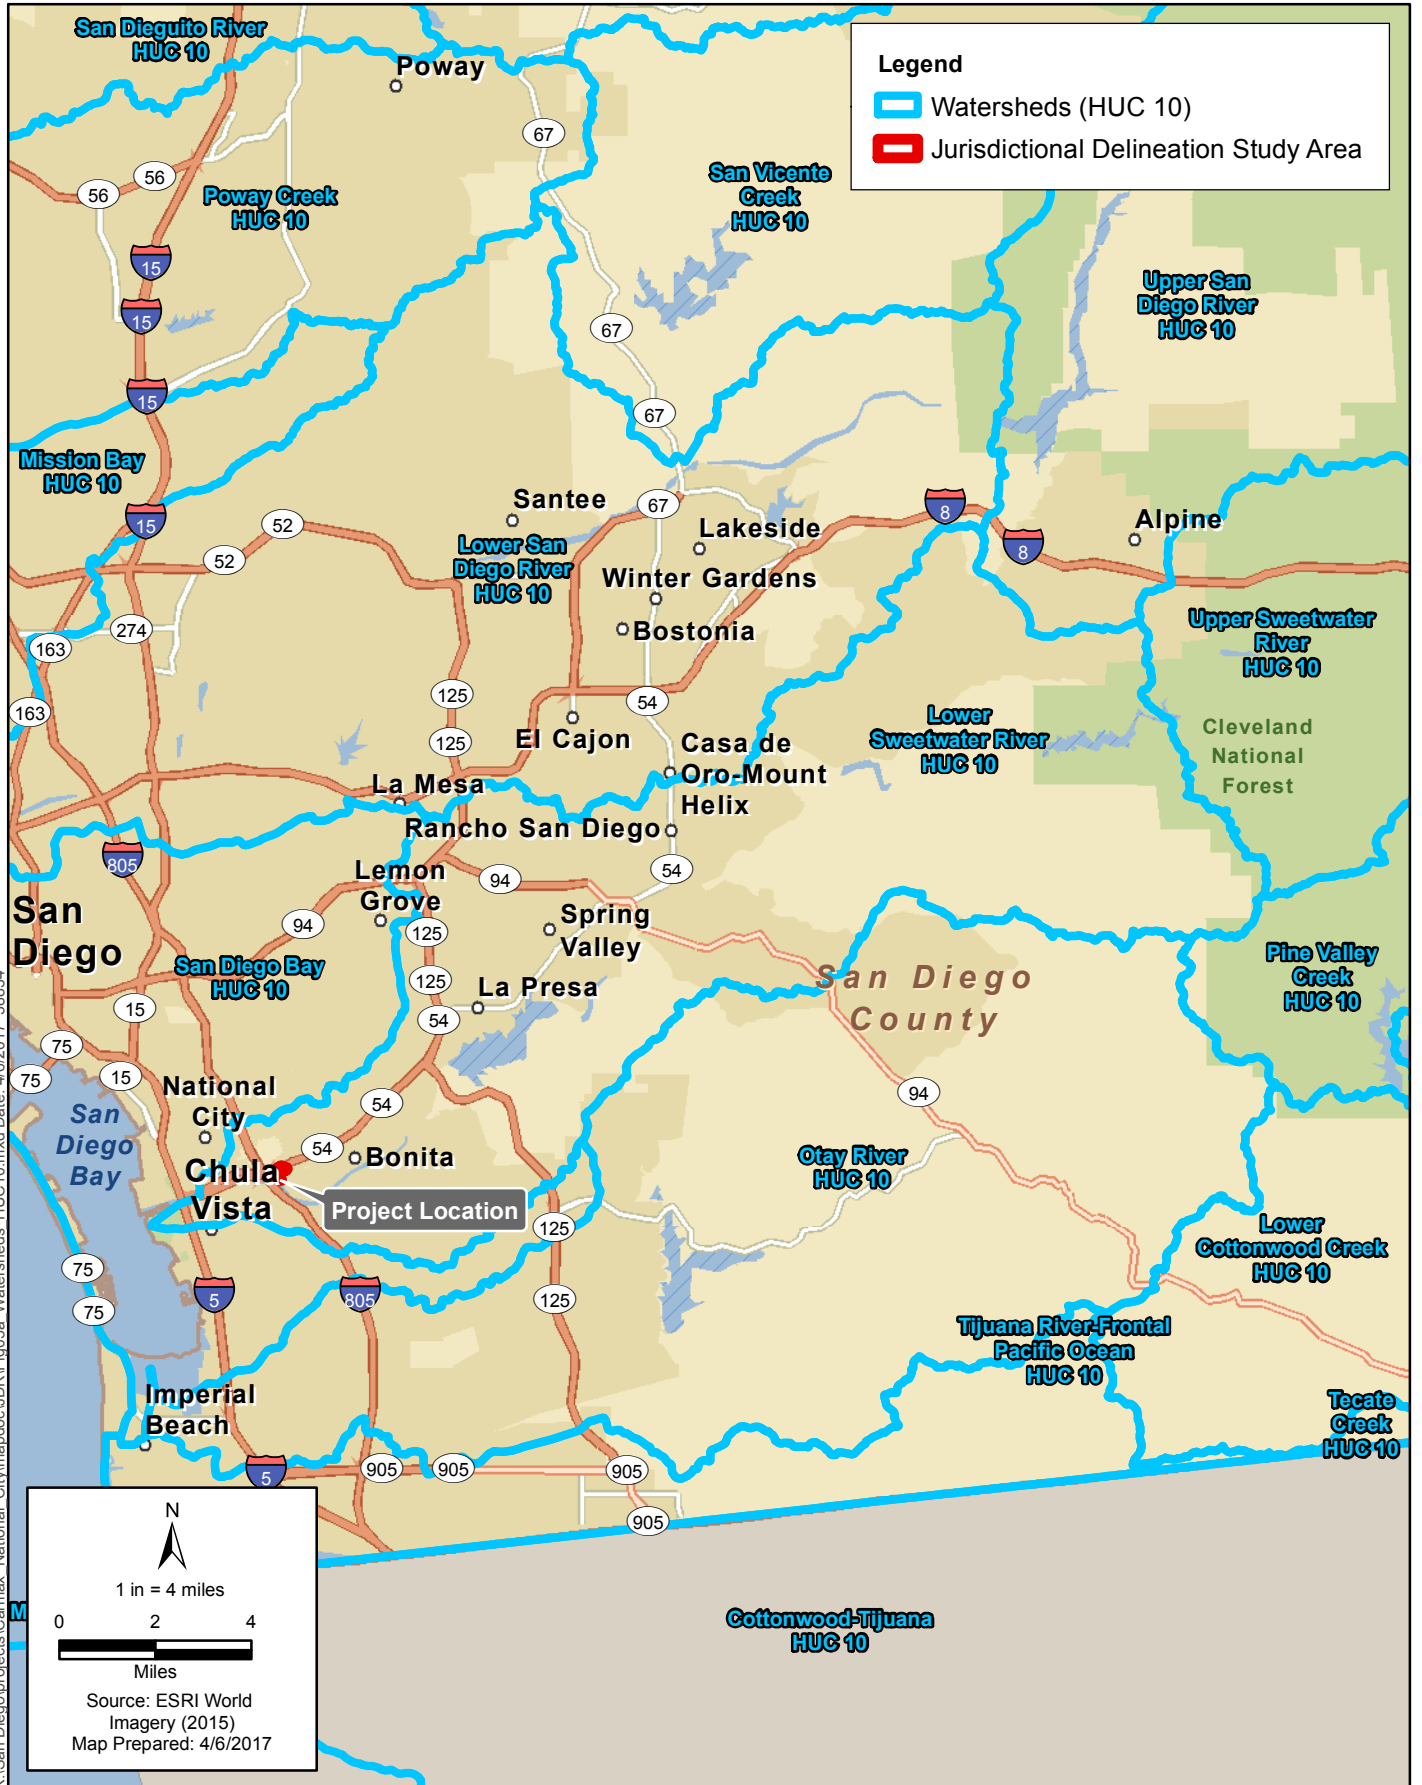 San Dieguito River
HUC 10
Poway
Legend
Watersheds (HUC 10)
Jurisdictional Delineation Study Area
67
56
56
Poway Creek
HUC 10
San Vicente
Creek
HUC 10
15
15
15
67
67
Upper San
Diego River
HUC 10
Mission Bay
HUC 10
15
52
52
Santee
67
Lakeside
8
8
Alpine
Lower San
Diego River
HUC 10
Winter Gardens
Bostonia
274
163
163
Upper Sweetwater
River
HUC 10
125
125
54
El Cajon
Casa de
Oro-Mount
Helix
Lower
Sweetwater River
HUC 10
Cleveland
National
Forest
La Mesa
Rancho San Diego
805
Lemon
Grove
94
54
San
Diego
94
125
Spring
Valley
San Diego Bay
HUC 10
125
La Presa
54
San Diego
County
Pine Valley
Creek
HUC 10
15
75
75
15
National
City
54
94
San
Diego
Bay
54
Bonita
Chula
Vista
Project Location
Otay River
HUC 10
125
75
75
5
805
125
Lower
Cottonwood Creek
HUC 10
Tijuana River-Frontal
Pacific Ocean
HUC 10
Imperial
Beach
Tecate
Creek
HUC 10
5
905
905
905
905
N
1 in = 4 miles
0 2 4
Miles
Source: ESRI World
Imagery (2015)
Map Prepared: 4/6/2017
M
Cottonwood-Tijuana
HUC 10